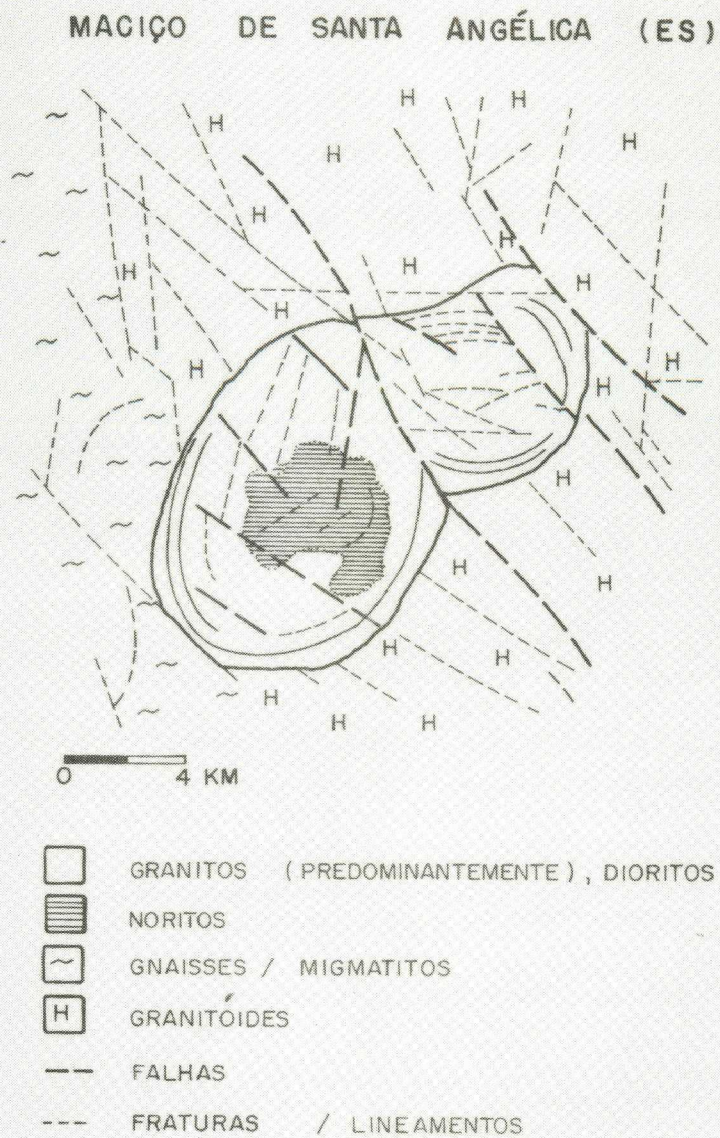 MACIÇO DE SANTA ANGÉLICA (ES)
H H H
H H
H
H
H H H
H
H H
H H
H
H
H
H
H
H
H
H H
0 4 KM
GRANITOS (PREDOMINANTEMENTE), DIORITOS
NORITOS
~ GNAISSES / MIGMATITOS
H GRANITÓIDES
FALHAS
FRATURAS / LINEAMENTOS